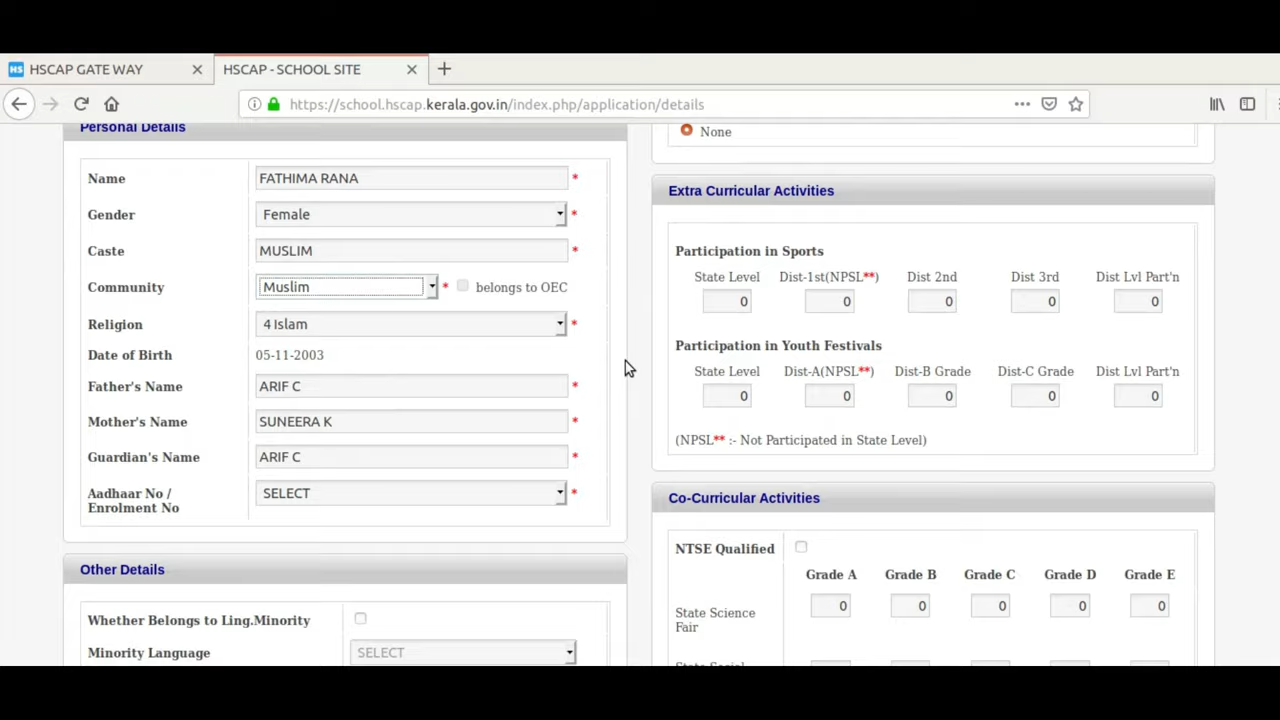 HSCAP GATE WAY
HSCAP - SCHOOL SITE
https://school.hscap.kerala.gov.in/index.php/application/details
Personal Details
Name FATHIMA RANA *
Gender Female *
Caste MUSLIM *
Community Muslim * belongs to OEC
Religion 4 Islam *
Date of Birth 05-11-2003
Father's Name ARIF C *
Mother's Name SUNEERA K *
Guardian's Name ARIF C *
Aadhaar No / SELECT *
Enrolment No
Other Details
Whether Belongs to Ling.Minority
Minority Language SELECT
None
Extra Curricular Activities
Participation in Sports
State Level Dist-1st(NPSL**) Dist 2nd Dist 3rd Dist Lvl Part'n
0 0 0 0 0
Participation in Youth Festivals
State Level Dist-A(NPSL**) Dist-B Grade Dist-C Grade Dist Lvl Part'n
0 0 0 0 0
(NPSL** :- Not Participated in State Level)
Co-Curricular Activities
NTSE Qualified
Grade A Grade B Grade C Grade D Grade E
State Science 0 0 0 0 0
Fair
State Social